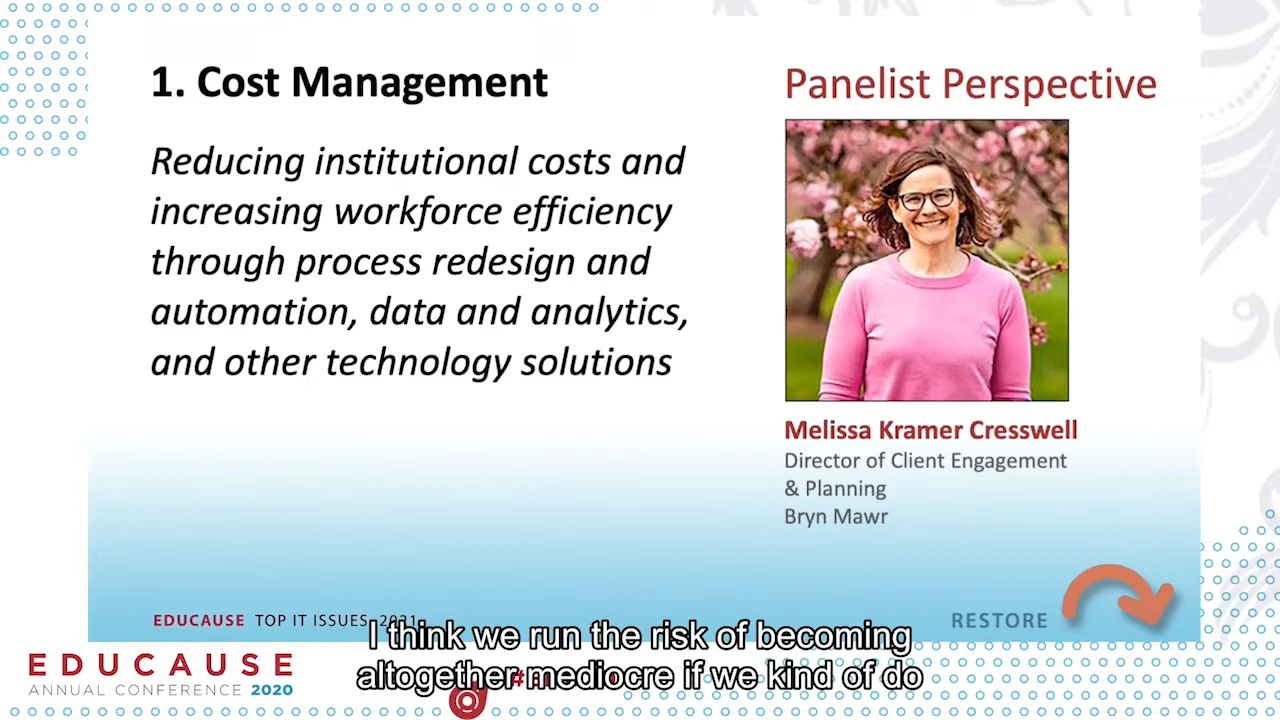 1. Cost Management
Reducing institutional costs and
increasing workforce efficiency
through process redesign and
automation, data and analytics,
and other technology solutions
Panelist Perspective
Melissa Kramer Cresswell
Director of Client Engagement
& Planning
Bryn Mawr
EDUCAUSE TOP IT ISSUES, 2021
RESTORE
I think we run the risk of becoming
altogether mediocre if we kind of do
EDUCAUSE
ANNUAL CONFERENCE 2020